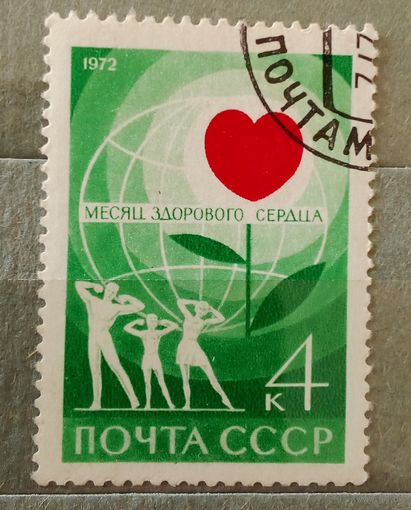 1972
ПОЧТАМ
МЕСЯЦ ЗДОРОВОГО СЕРДЦА
4
К
ПОЧТА СССР